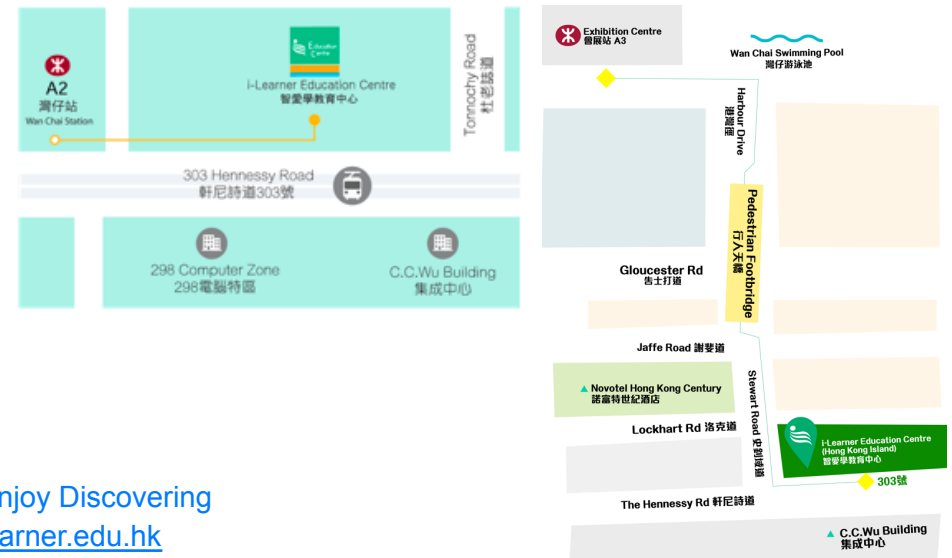 A2
灣仔站
Wan Chai Station
Education
Centre
i-Learner Education Centre
智愛學教育中心
Tonnochy Road
杜老誌道
303 Hennessy Road
軒尼詩道303號
298 Computer Zone
298電腦特區
C.C.Wu Building
集成中心
njoy Discovering
arner.edu.hk
Exhibition Centre
會展站 A3
Wan Chai Swimming Pool
灣仔游泳池
Harbour Drive
港灣徑
Pedestrian Footbridge
行人天橋
Gloucester Rd
告士打道
Jaffe Road 謝斐道
Novotel Hong Kong Century
諾富特世紀酒店
Stewart Road 史釗域道
Lockhart Rd 洛克道
i-Learner Education Centre
(Hong Kong Island)
智愛學教育中心
303號
The Hennessy Rd 軒尼詩道
C.C.Wu Building
集成中心